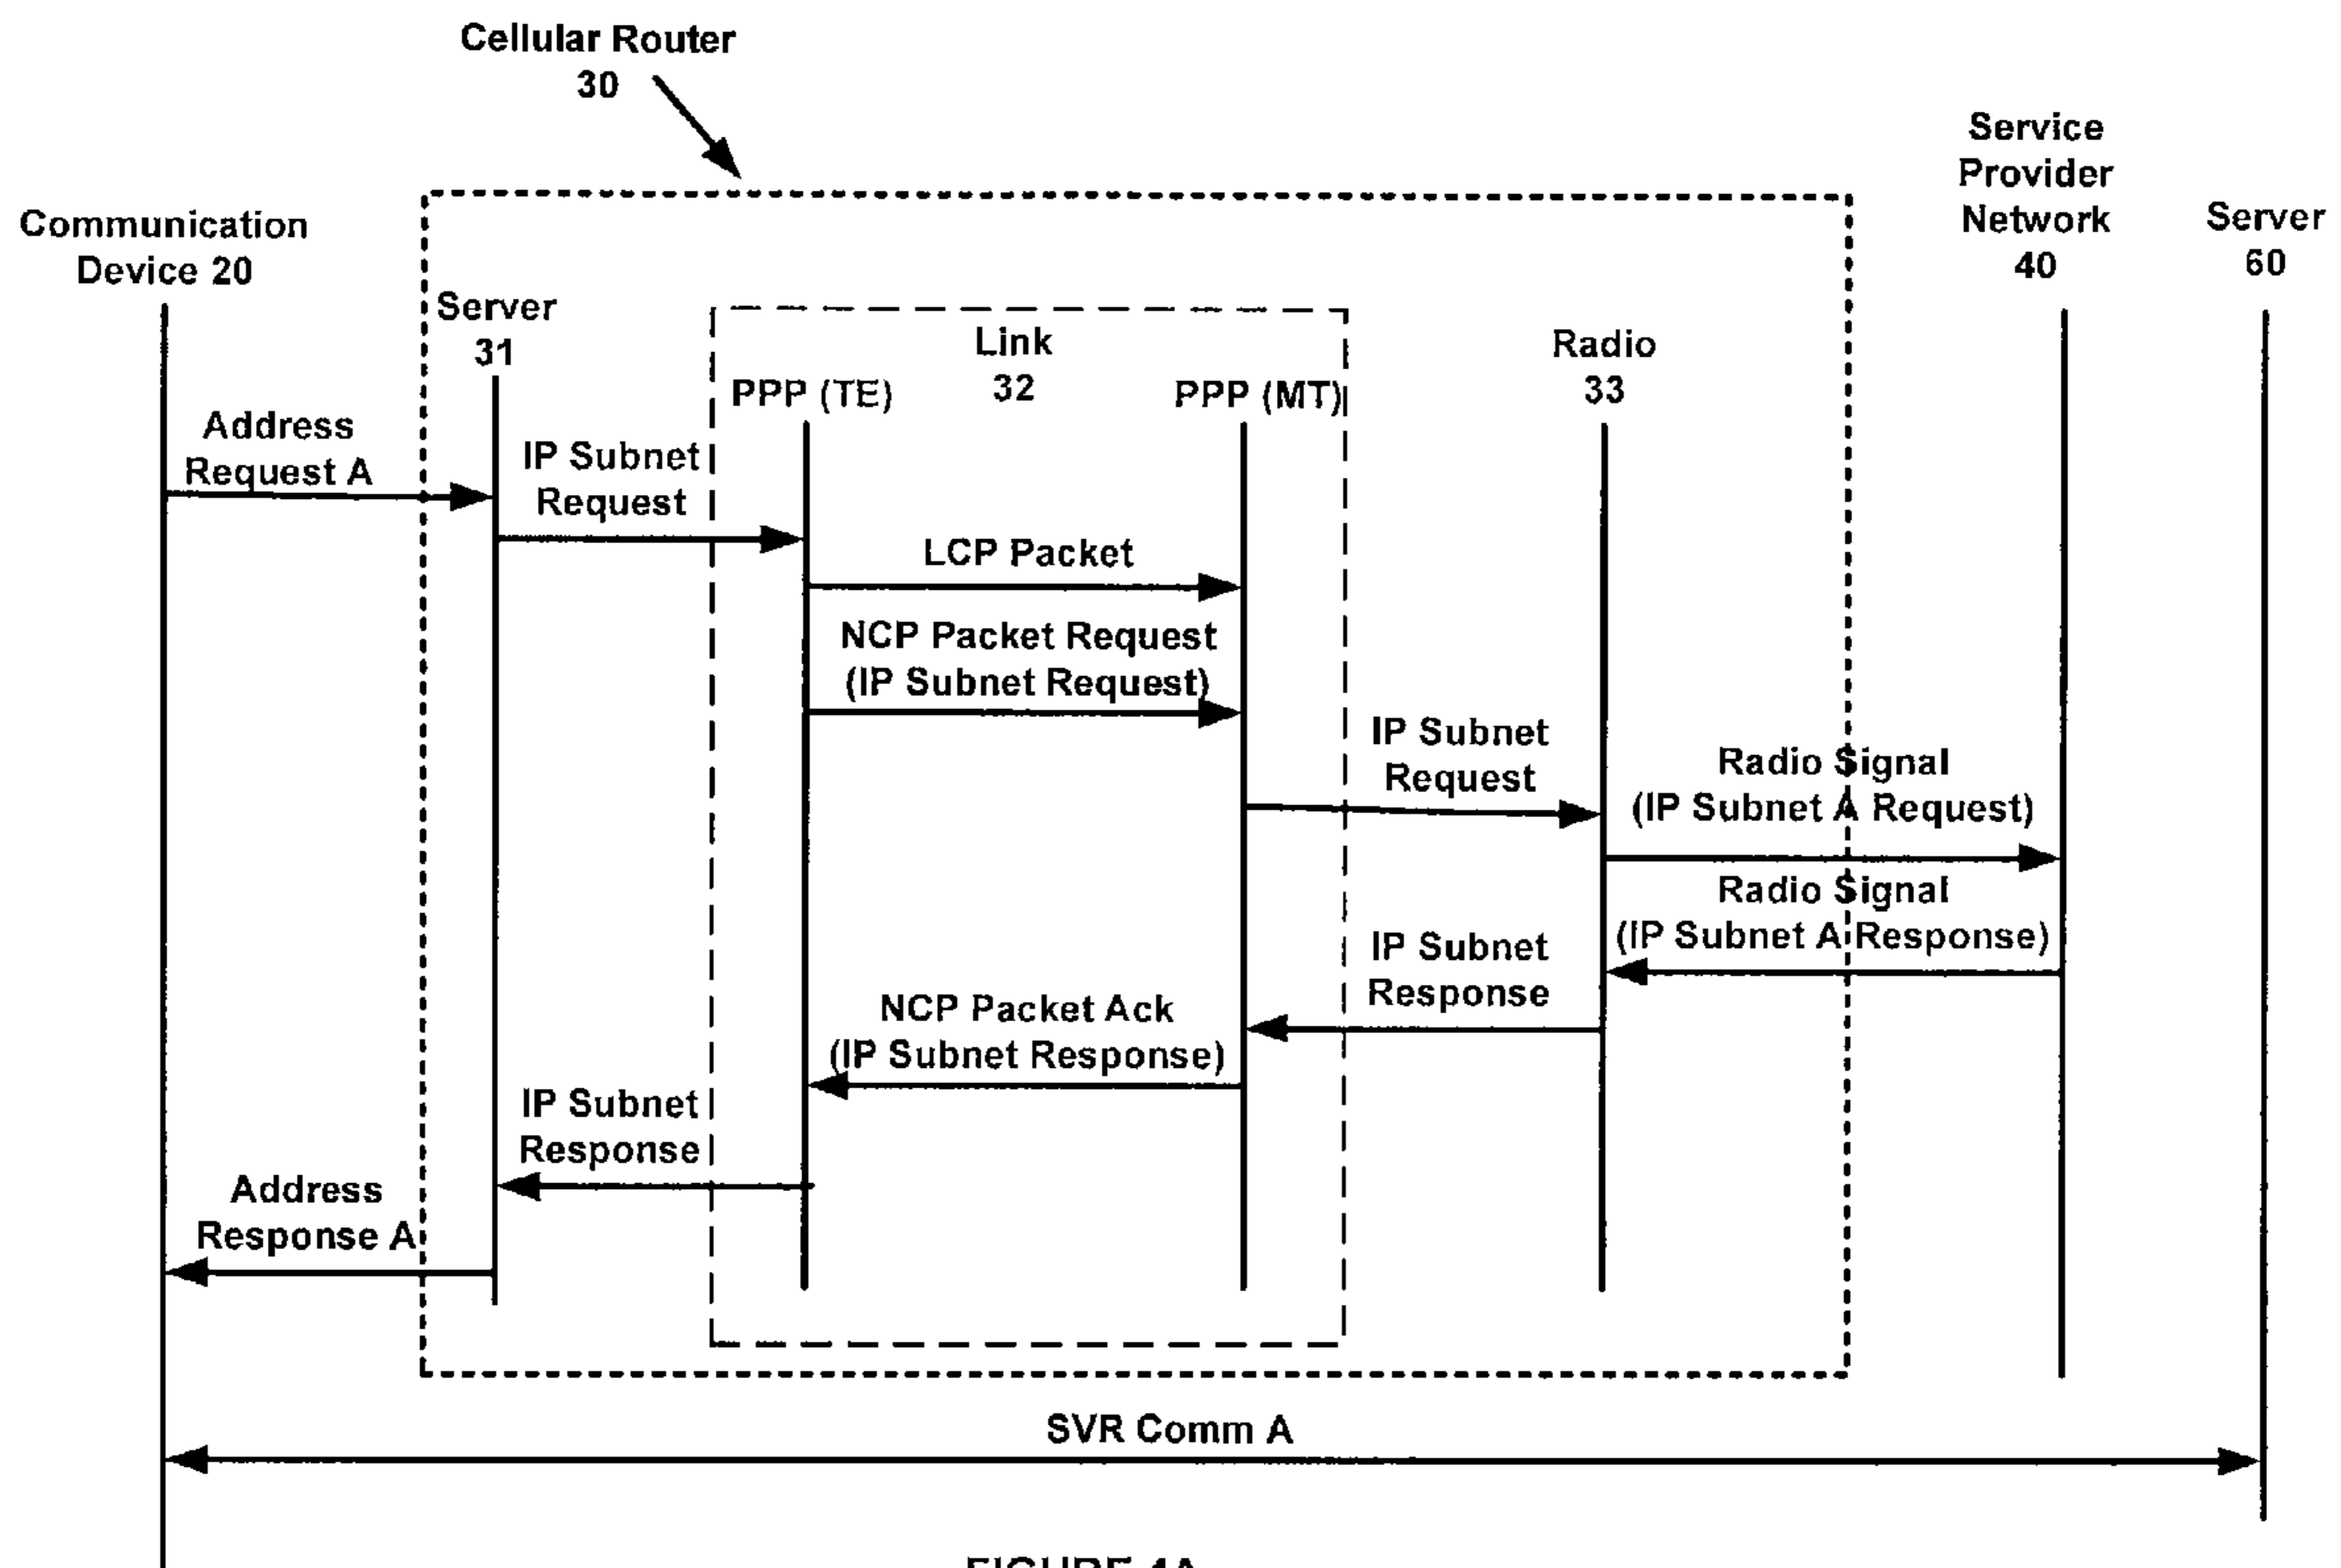 Cellular Router
30
Service
Provider
Network
40
Server
60
Communication
Device 20
Server
31
Link
32
PPP (TE)
PPP (MT)
Radio
33
Address
Request A
IP Subnet
Request
LCP Packet
NCP Packet Request
(IP Subnet Request)
IP Subnet
Request
Radio Signal
(IP Subnet A Request)
Radio Signal
(IP Subnet A Response)
IP Subnet
Response
NCP Packet Ack
(IP Subnet Response)
IP Subnet
Response
Address
Response A
SVR Comm A
FIGURE 4A